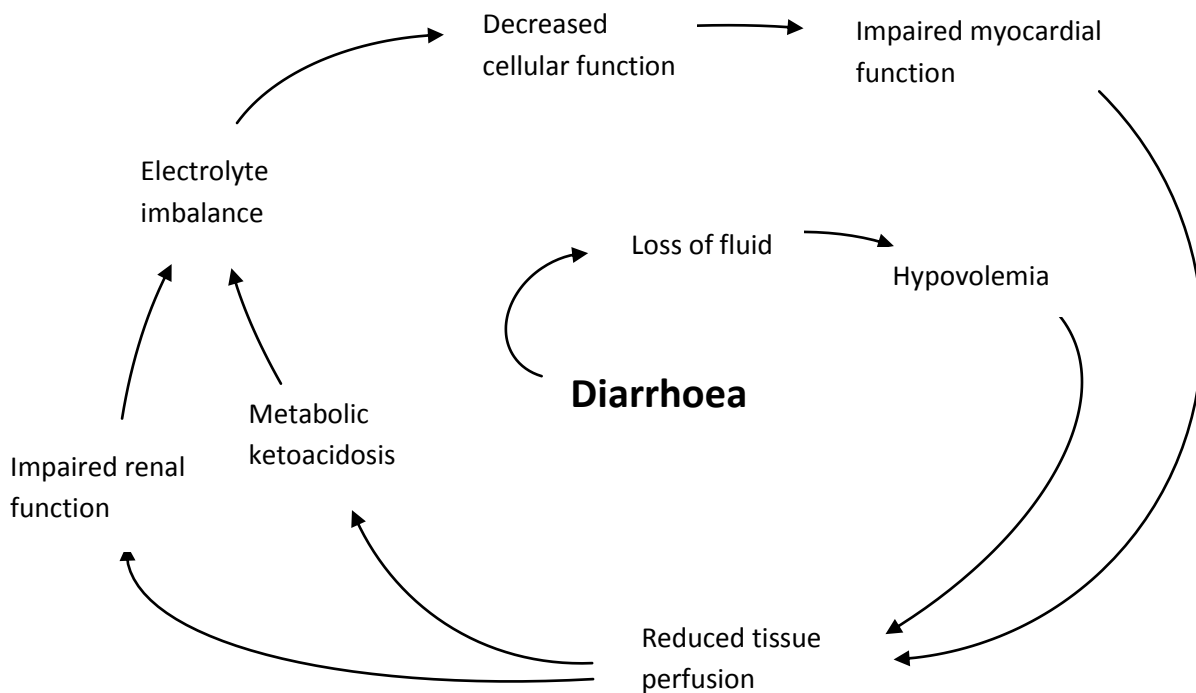 Decreased
cellular function
Impaired myocardial
function
Electrolyte
imbalance
Loss of fluid
Hypovolemia
Diarrhoea
Metabolic
ketoacidosis
Impaired renal
function
Reduced tissue
perfusion